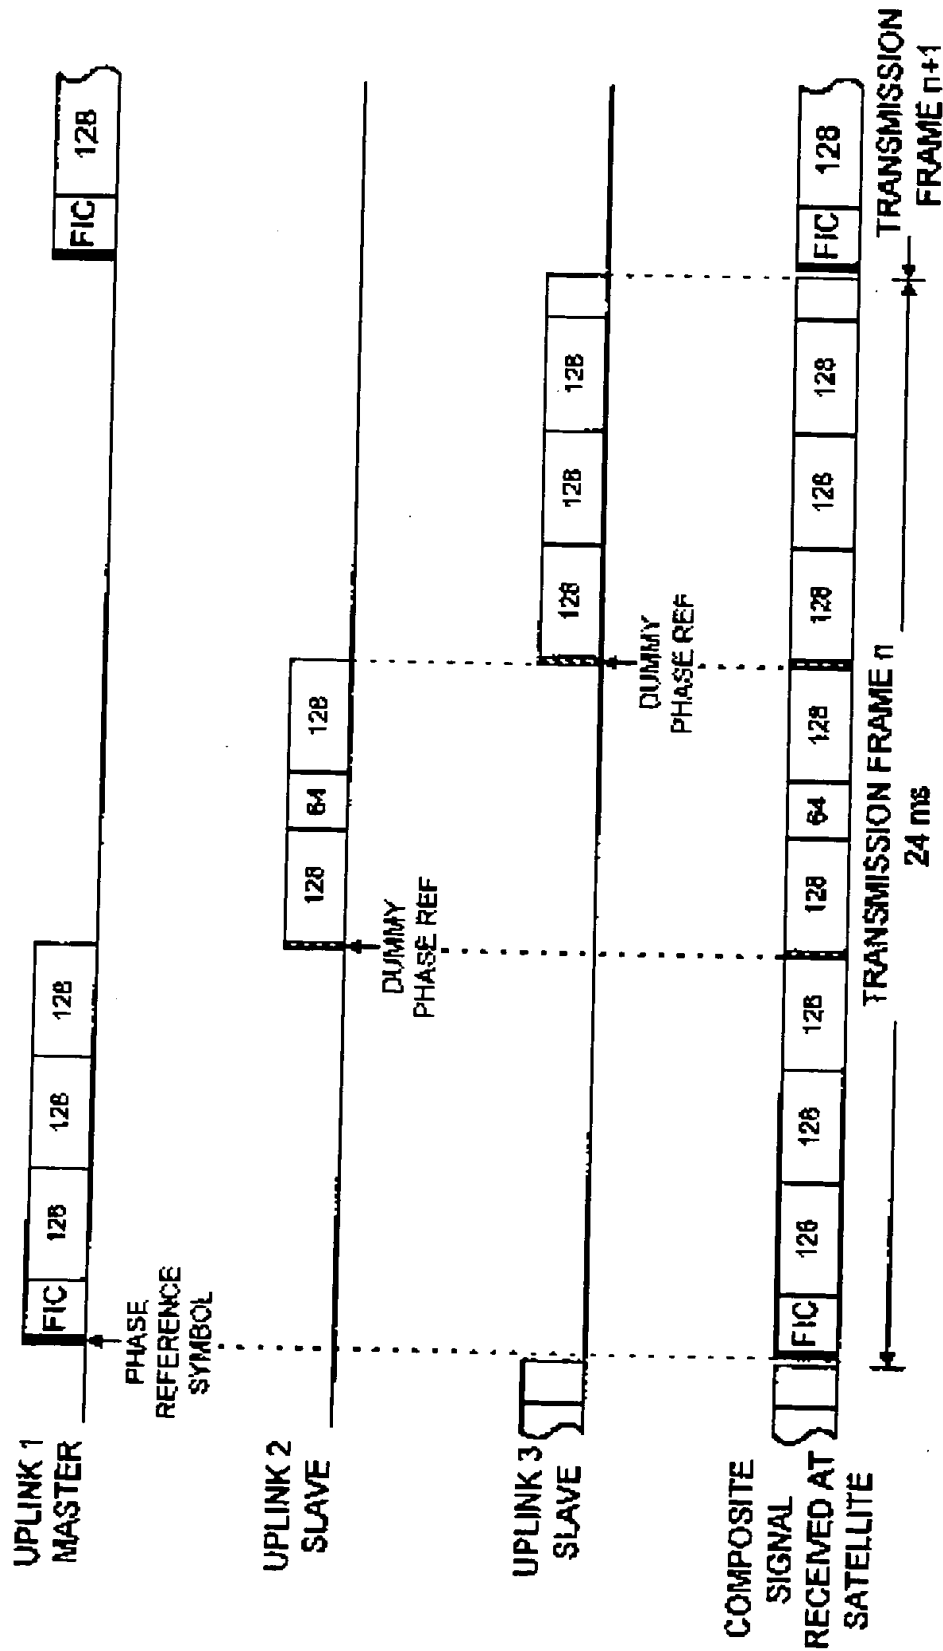 UPLINK 1
MASTER
FIC
128
128
128
FIC
128
PHASE
REFERENCE
SYMBOL
UPLINK 2
SLAVE
128
64
128
DUMMY
PHASE REF
UPLINK 3
SLAVE
128
128
128
DUMMY
PHASE REF
COMPOSITE
SIGNAL
RECEIVED AT
SATELLITE
FIC
128
128
128
128
64
128
128
128
128
FIC
128
TRANSMISSION FRAME n
24 ms
TRANSMISSION
FRAME n+1